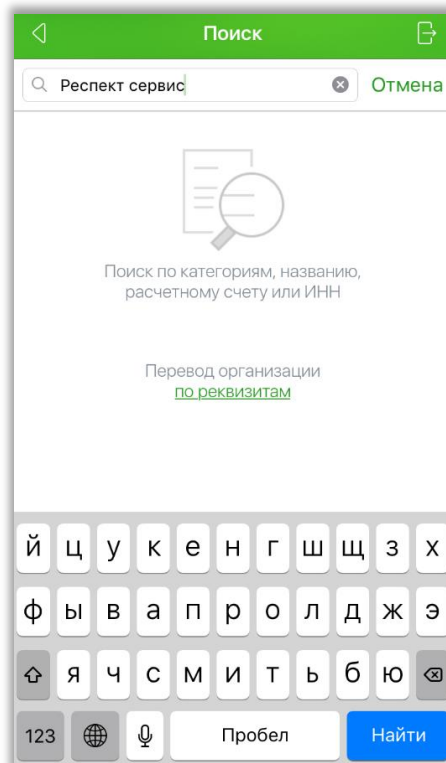 Поиск
Респект сервис
Отмена
Поиск по категориям, названию,
расчетному счету или ИНН
Перевод организации
по реквизитам
й ц у к е н г ш щ з х
ф ы в а п р о л д ж э
я ч с м и т ь б ю
123 Пробел Найти